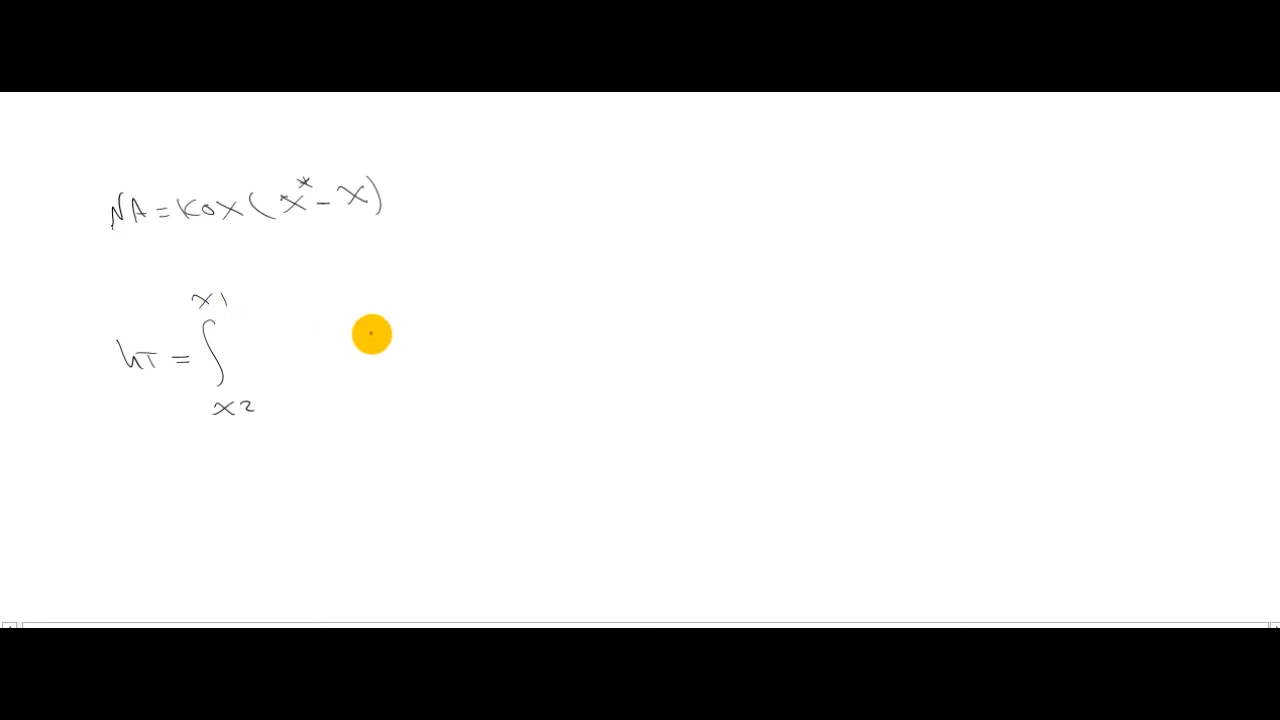 NA = KOX ( X* - X )
x1
hT = ∫
x2